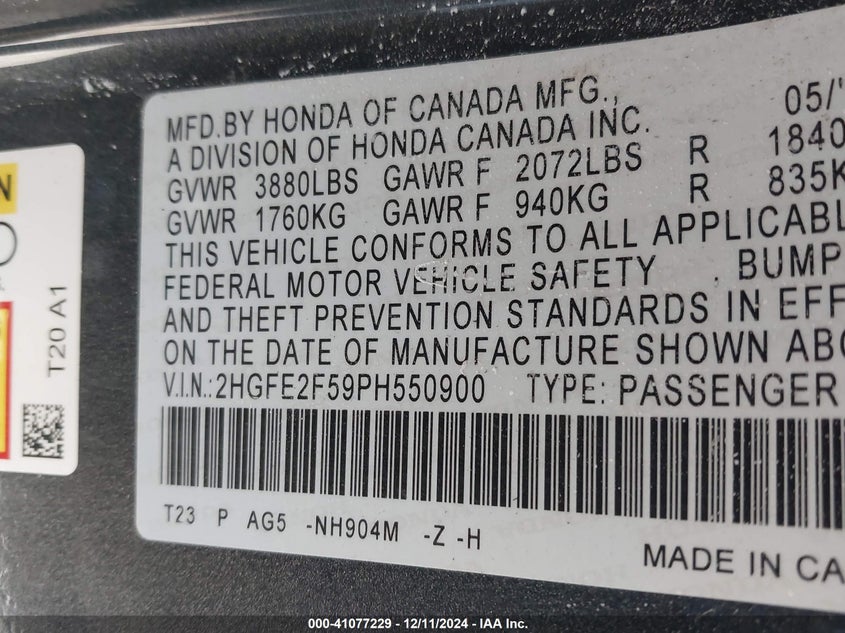 MFD.BY HONDA OF CANADA MFG., 05/'
A DIVISION OF HONDA CANADA INC.
GVWR 3880LBS GAWR F 2072LBS R 1840
GVWR 1760KG GAWR F 940KG R 835K
THIS VEHICLE CONFORMS TO ALL APPLICABL
FEDERAL MOTOR VEHICLE SAFETY , BUMP
AND THEFT PREVENTION STANDARDS IN EFF
ON THE DATE OF MANUFACTURE SHOWN ABO
V.I.N.:2HGFE2F59PH550900 TYPE: PASSENGER
T23 P AG5 -NH904M -Z -H
MADE IN CA
N
T20 A1
000-41077229 - 12/11/2024 - IAA Inc.